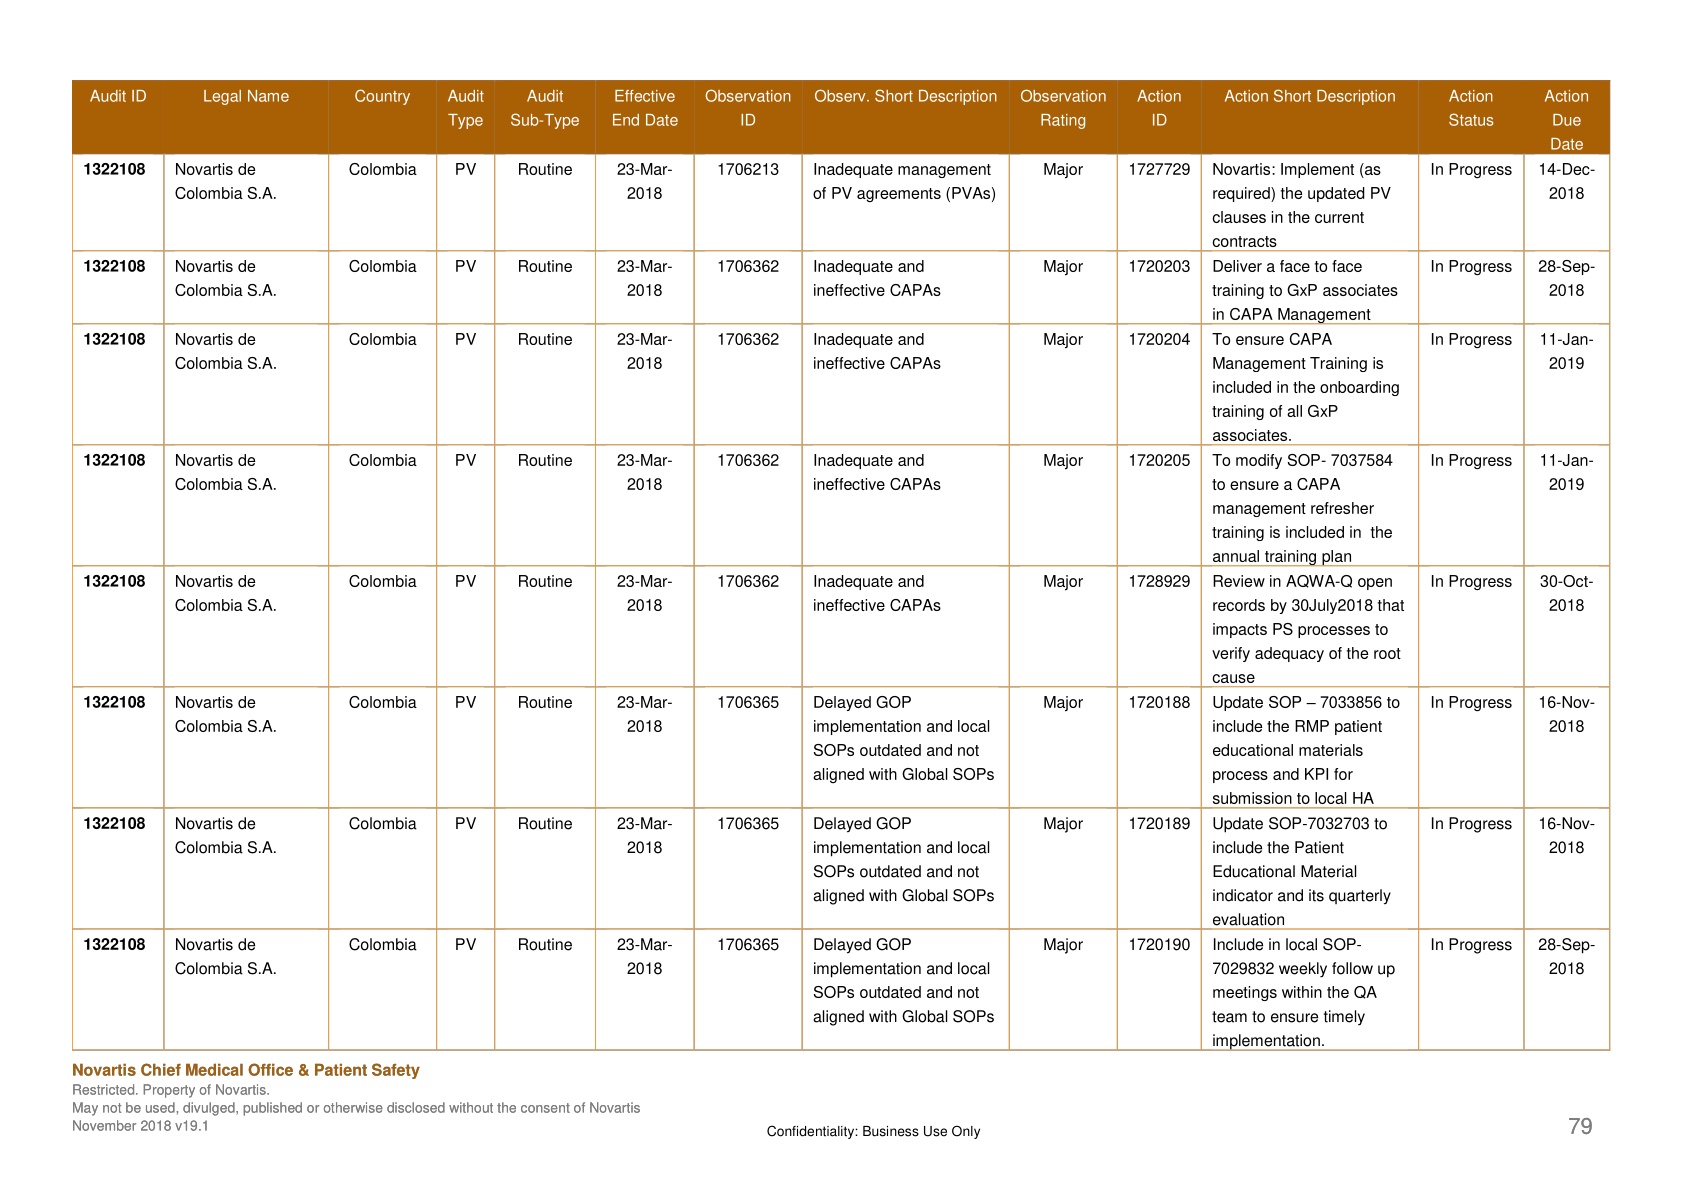 Audit ID Legal Name Country Audit Type Audit Sub-Type Effective End Date Observation ID Observ. Short Description Observation Rating Action ID Action Short Description Action Status Action Due Date
1322108 Novartis de Colombia S.A. Colombia PV Routine 23-Mar-2018 1706213 Inadequate management of PV agreements (PVAs) Major 1727729 Novartis: Implement (as required) the updated PV clauses in the current contracts In Progress 14-Dec-2018
1322108 Novartis de Colombia S.A. Colombia PV Routine 23-Mar-2018 1706362 Inadequate and ineffective CAPAs Major 1720203 Deliver a face to face training to GxP associates in CAPA Management In Progress 28-Sep-2018
1322108 Novartis de Colombia S.A. Colombia PV Routine 23-Mar-2018 1706362 Inadequate and ineffective CAPAs Major 1720204 To ensure CAPA Management Training is included in the onboarding training of all GxP associates. In Progress 11-Jan-2019
1322108 Novartis de Colombia S.A. Colombia PV Routine 23-Mar-2018 1706362 Inadequate and ineffective CAPAs Major 1720205 To modify SOP- 7037584 to ensure a CAPA management refresher training is included in  the annual training plan In Progress 11-Jan-2019
1322108 Novartis de Colombia S.A. Colombia PV Routine 23-Mar-2018 1706362 Inadequate and ineffective CAPAs Major 1728929 Review in AQWA-Q open records by 30July2018 that impacts PS processes to verify adequacy of the root cause In Progress 30-Oct-2018
1322108 Novartis de Colombia S.A. Colombia PV Routine 23-Mar-2018 1706365 Delayed GOP implementation and local SOPs outdated and not aligned with Global SOPs Major 1720188 Update SOP – 7033856 to include the RMP patient educational materials process and KPI for submission to local HA In Progress 16-Nov-2018
1322108 Novartis de Colombia S.A. Colombia PV Routine 23-Mar-2018 1706365 Delayed GOP implementation and local SOPs outdated and not aligned with Global SOPs Major 1720189 Update SOP-7032703 to include the Patient Educational Material indicator and its quarterly evaluation In Progress 16-Nov-2018
1322108 Novartis de Colombia S.A. Colombia PV Routine 23-Mar-2018 1706365 Delayed GOP implementation and local SOPs outdated and not aligned with Global SOPs Major 1720190 Include in local SOP-7029832 weekly follow up meetings within the QA team to ensure timely implementation. In Progress 28-Sep-2018
Novartis Chief Medical Office & Patient Safety
Restricted. Property of Novartis.
May not be used, divulged, published or otherwise disclosed without the consent of Novartis
November 2018 v19.1
Confidentiality: Business Use Only
79